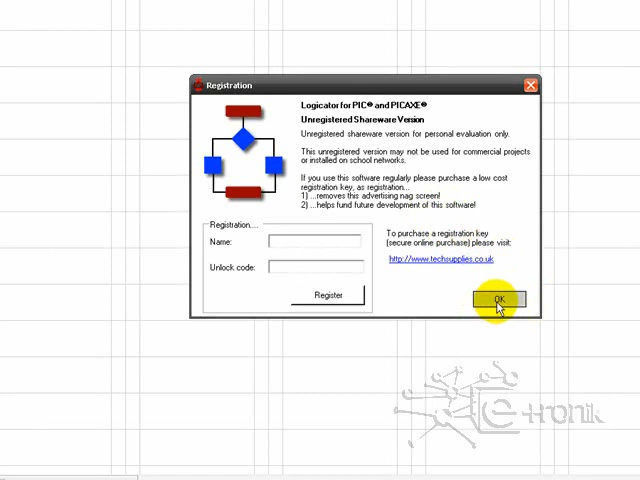 Registration
Logicator for PIC® and PICAXE®
Unregistered Shareware Version
Unregistered shareware version for personal evaluation only.
This unregistered version may not be used for commercial projects
or installed on school networks.
If you use this software regularly please purchase a low cost
registration key, as registration...
1) ...removes this advertising nag screen!
2) ...helps fund future development of this software!
Registration....
Name:
Unlock code:
Register
To purchase a registration key
(secure online purchase) please visit:
http://www.techsupplies.co.uk
OK
e-tronik